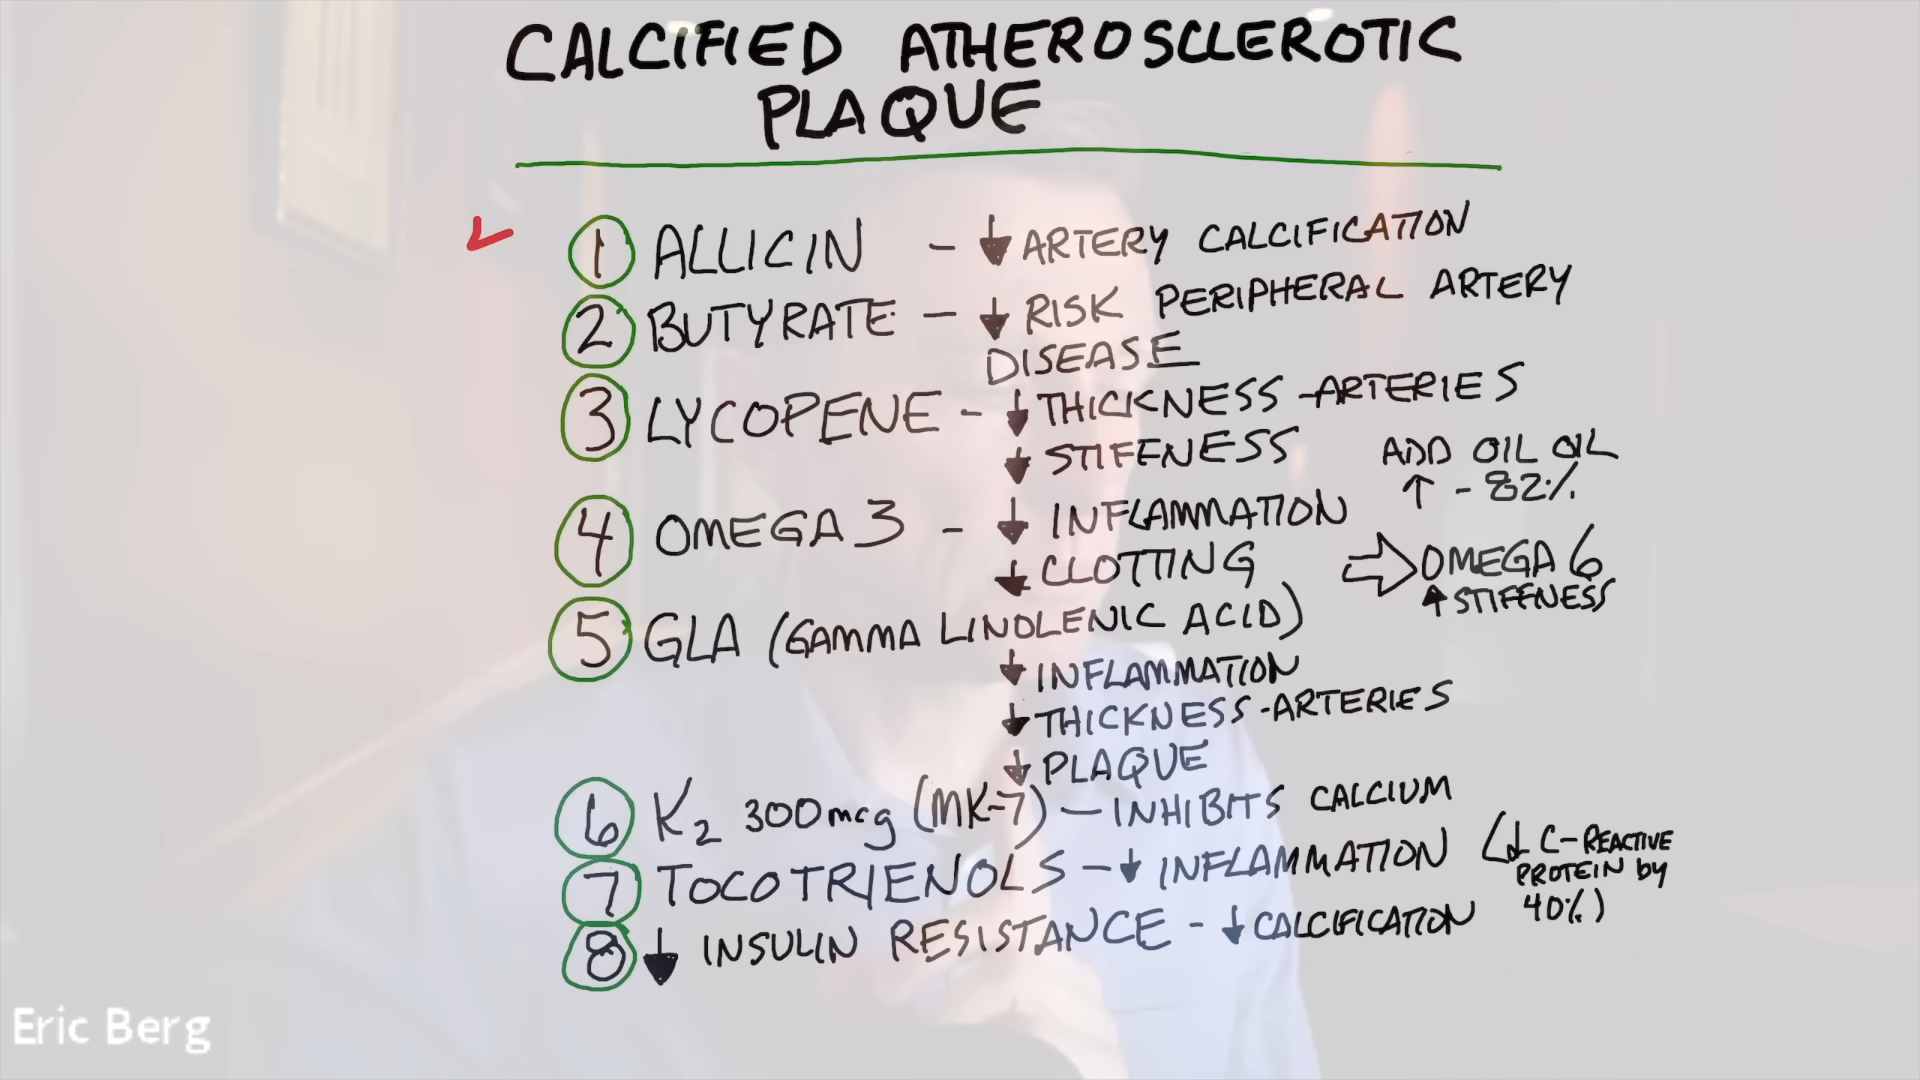 CALCIFIED ATHEROSCLEROTIC
PLAQUE
1 ALLICIN - ↓ ARTERY CALCIFICATION
2 BUTYRATE - ↓ RISK PERIPHERAL ARTERY
DISEASE
3 LYCOPENE - ↓ THICKNESS - ARTERIES
↓ STIFFNESS
ADD OIL OIL
↑ - 82%
4 OMEGA 3 - ↓ INFLAMMATION
↓ CLOTTING
⇨ OMEGA 6
↑ STIFFNESS
5 GLA (GAMMA LINOLENIC ACID)
↓ INFLAMMATION
↓ THICKNESS - ARTERIES
↓ PLAQUE
6 K2 300mcg (MK-7) - INHIBITS CALCIUM
7 TOCOTRIENOLS - ↓ INFLAMMATION (↓ C-REACTIVE
PROTEIN by
40%)
8 ↓ INSULIN RESISTANCE - ↓ CALCIFICATION
Eric Berg